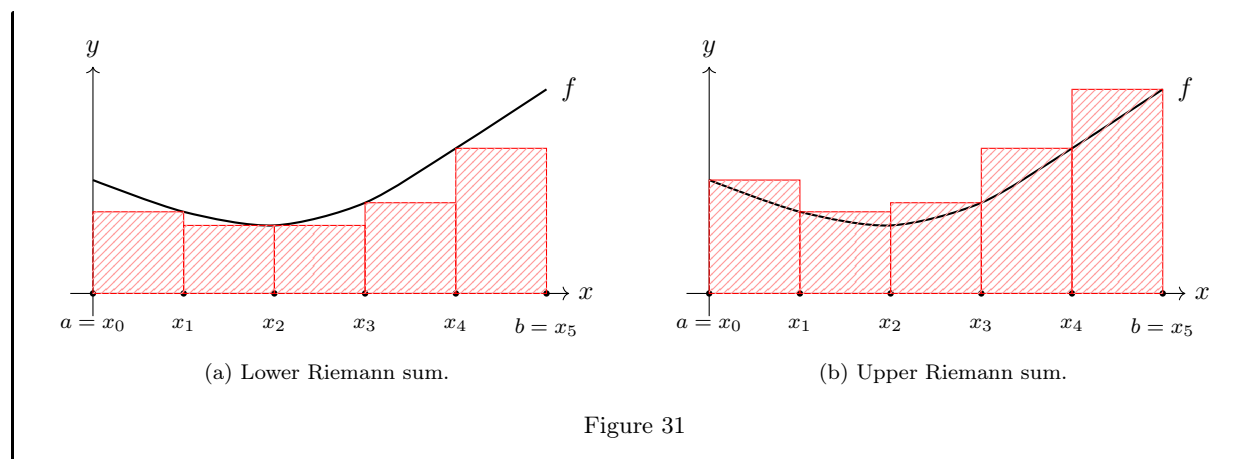 y
f
x
a = x₀ x₁ x₂ x₃ x₄ b = x₅
(a) Lower Riemann sum.
y
f
x
a = x₀ x₁ x₂ x₃ x₄ b = x₅
(b) Upper Riemann sum.
Figure 31